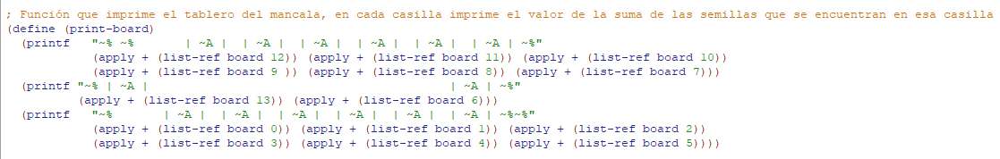 ; Función que imprime el tablero del mancala, en cada casilla imprime el valor de la suma de las semillas que se encuentran en esa casilla
(define (print-board)
  (printf   "~% ~%       | ~A |  | ~A |  | ~A |  | ~A |  | ~A |  | ~A | ~%"
            (apply + (list-ref board 12)) (apply + (list-ref board 11)) (apply + (list-ref board 10))
            (apply + (list-ref board 9 )) (apply + (list-ref board 8)) (apply + (list-ref board 7)))
  (printf "~% | ~A |                                          | ~A | ~%"
          (apply + (list-ref board 13)) (apply + (list-ref board 6)))
  (printf   "~%       | ~A |  | ~A |  | ~A |  | ~A |  | ~A |  | ~A | ~%~%"
            (apply + (list-ref board 0)) (apply + (list-ref board 1)) (apply + (list-ref board 2))
            (apply + (list-ref board 3)) (apply + (list-ref board 4)) (apply + (list-ref board 5))))